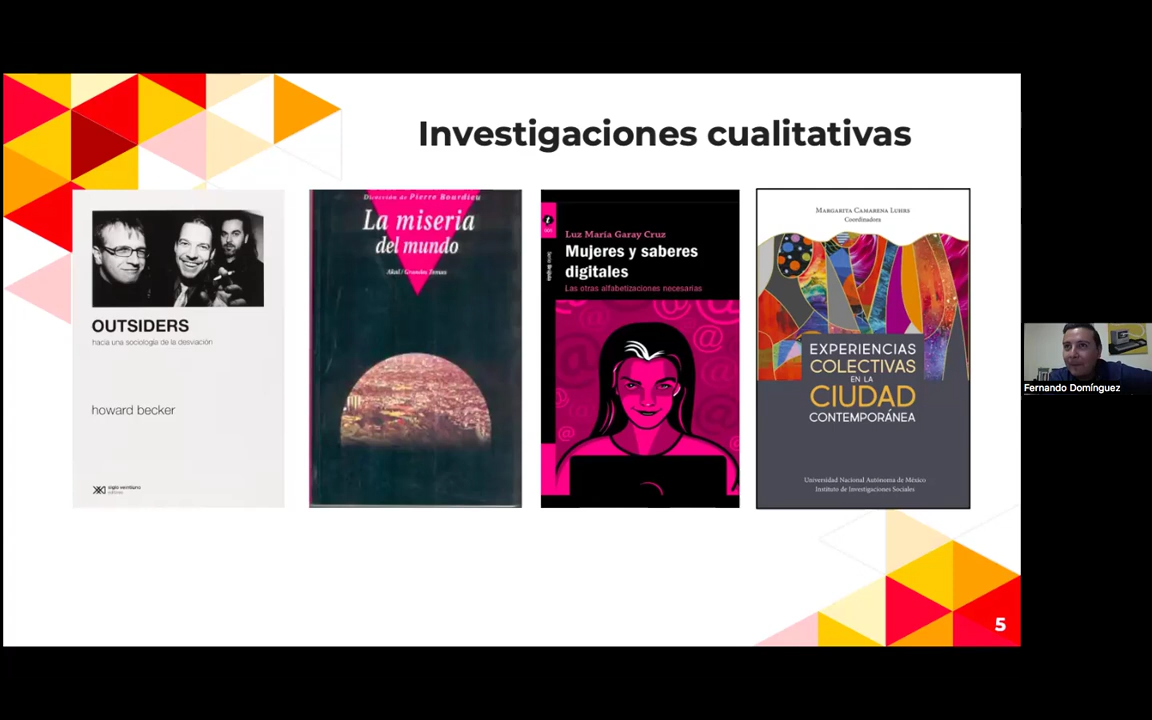 Investigaciones cualitativas
OUTSIDERS
hacia una sociología de la desviación
howard becker
siglo veintiuno
editores
Dirección de Pierre Bourdieu
La miseria
del mundo
Akal / Grandes Temas
Luz María Garay Cruz
Mujeres y saberes
digitales
Las otras alfabetizaciones necesarias
Margarita Camarena Luhrs
Coordinadora
EXPERIENCIAS
COLECTIVAS
EN LA
CIUDAD
CONTEMPORÁNEA
Universidad Nacional Autónoma de México
Instituto de Investigaciones Sociales
Fernando Domínguez
5